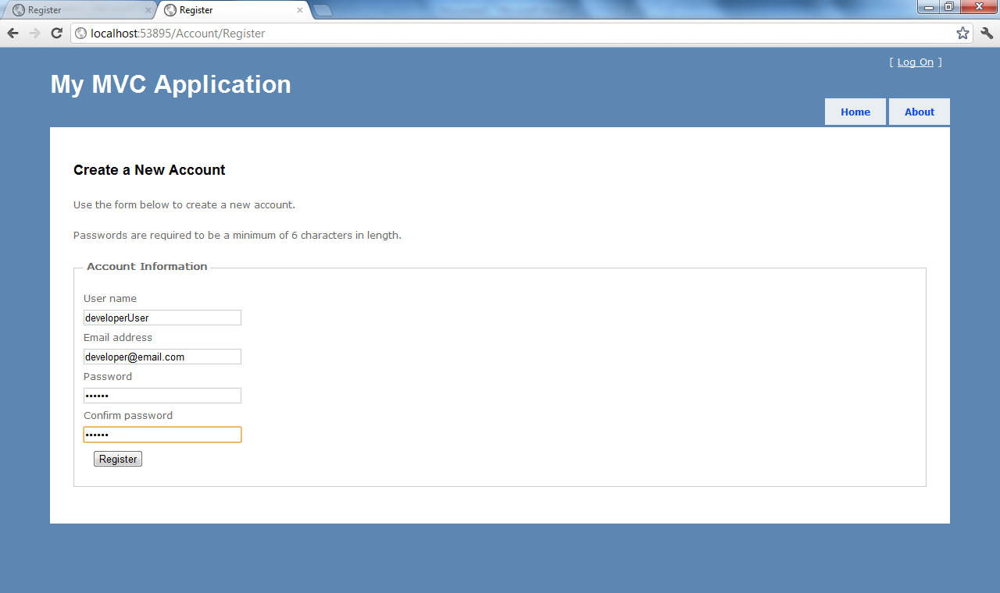 Register
Register
localhost:53895/Account/Register
[ Log On ]
My MVC Application
Home About
Create a New Account
Use the form below to create a new account.
Passwords are required to be a minimum of 6 characters in length.
Account Information
User name
developerUser
Email address
developer@email.com
Password
••••••
Confirm password
••••••
Register